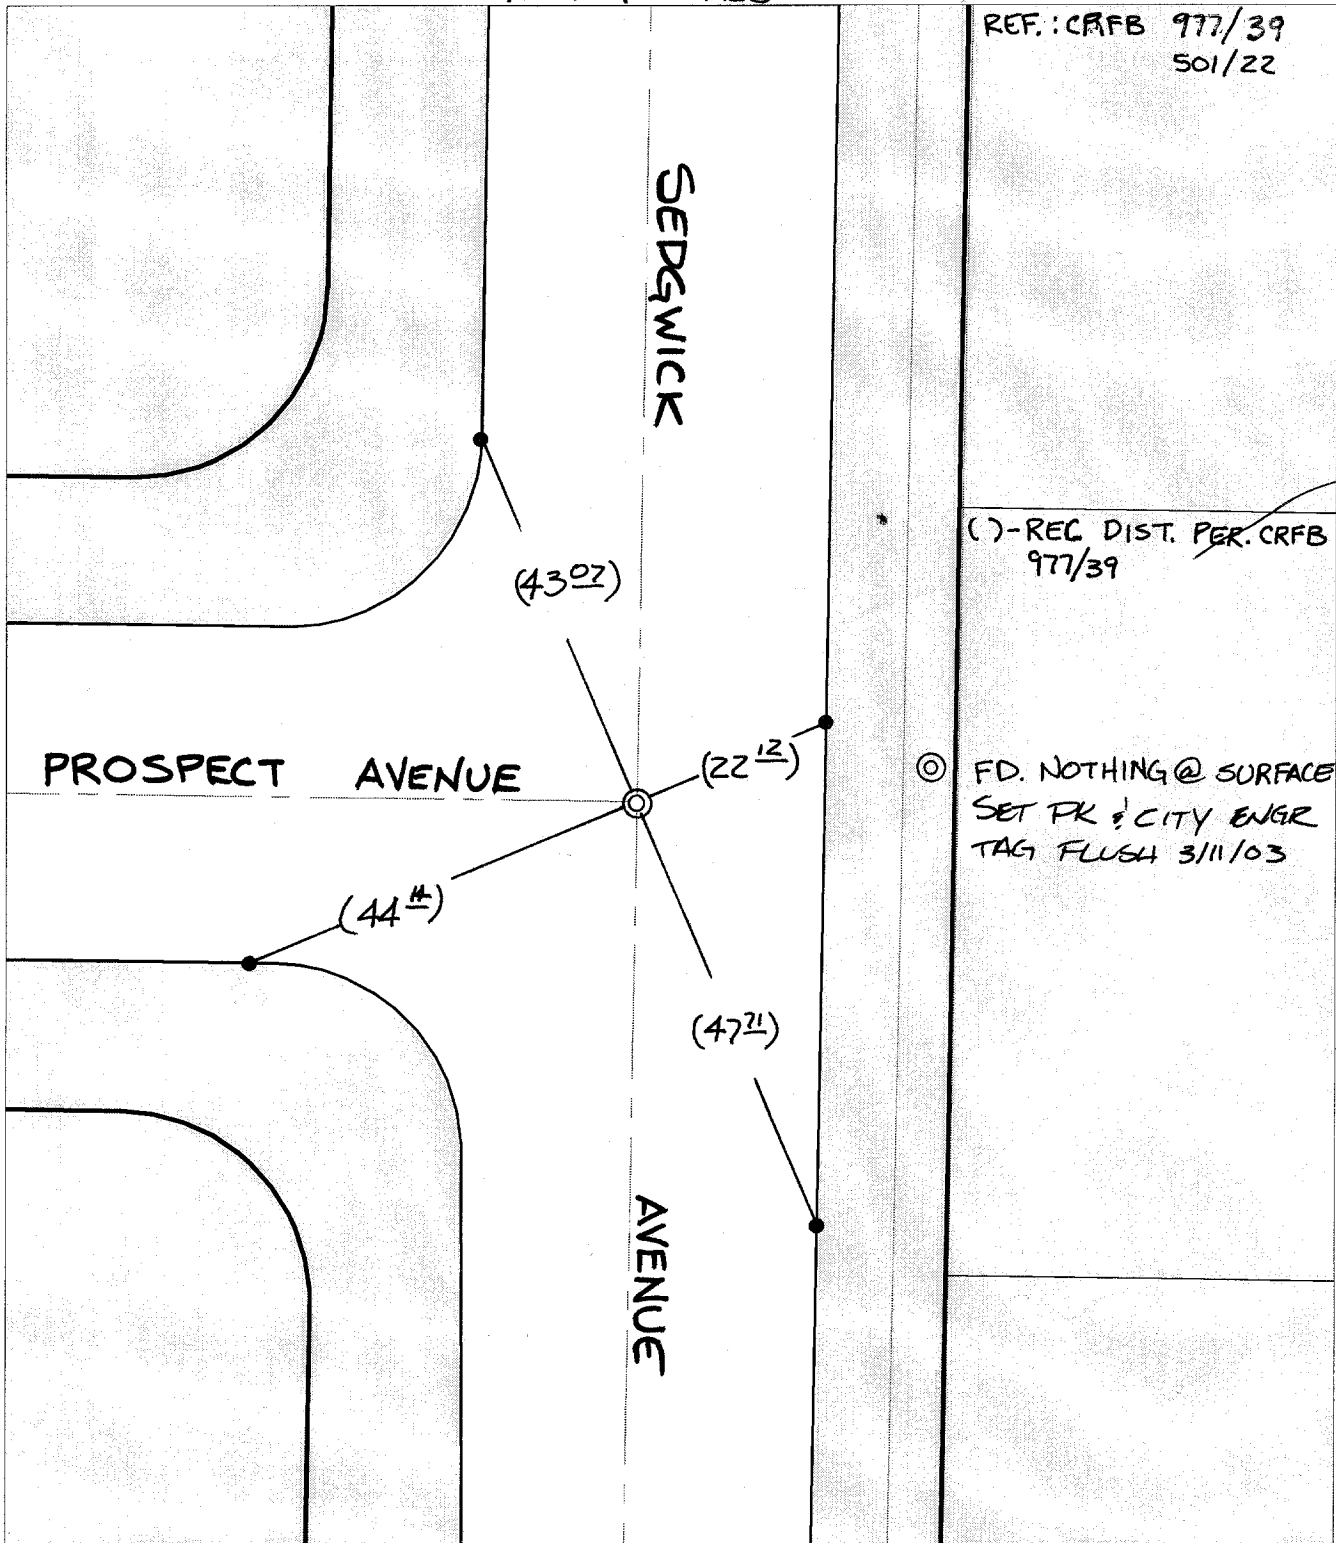 REF.: CRFB 977/39
501/22
SEDGWICK
(43 07)
( )-REC DIST. PER. CRFB
977/39
PROSPECT AVENUE
(22 12)
FD. NOTHING @ SURFACE
SET PK & CITY ENGR
TAG FLUSH 3/11/03
(44 14)
(47 71)
AVENUE